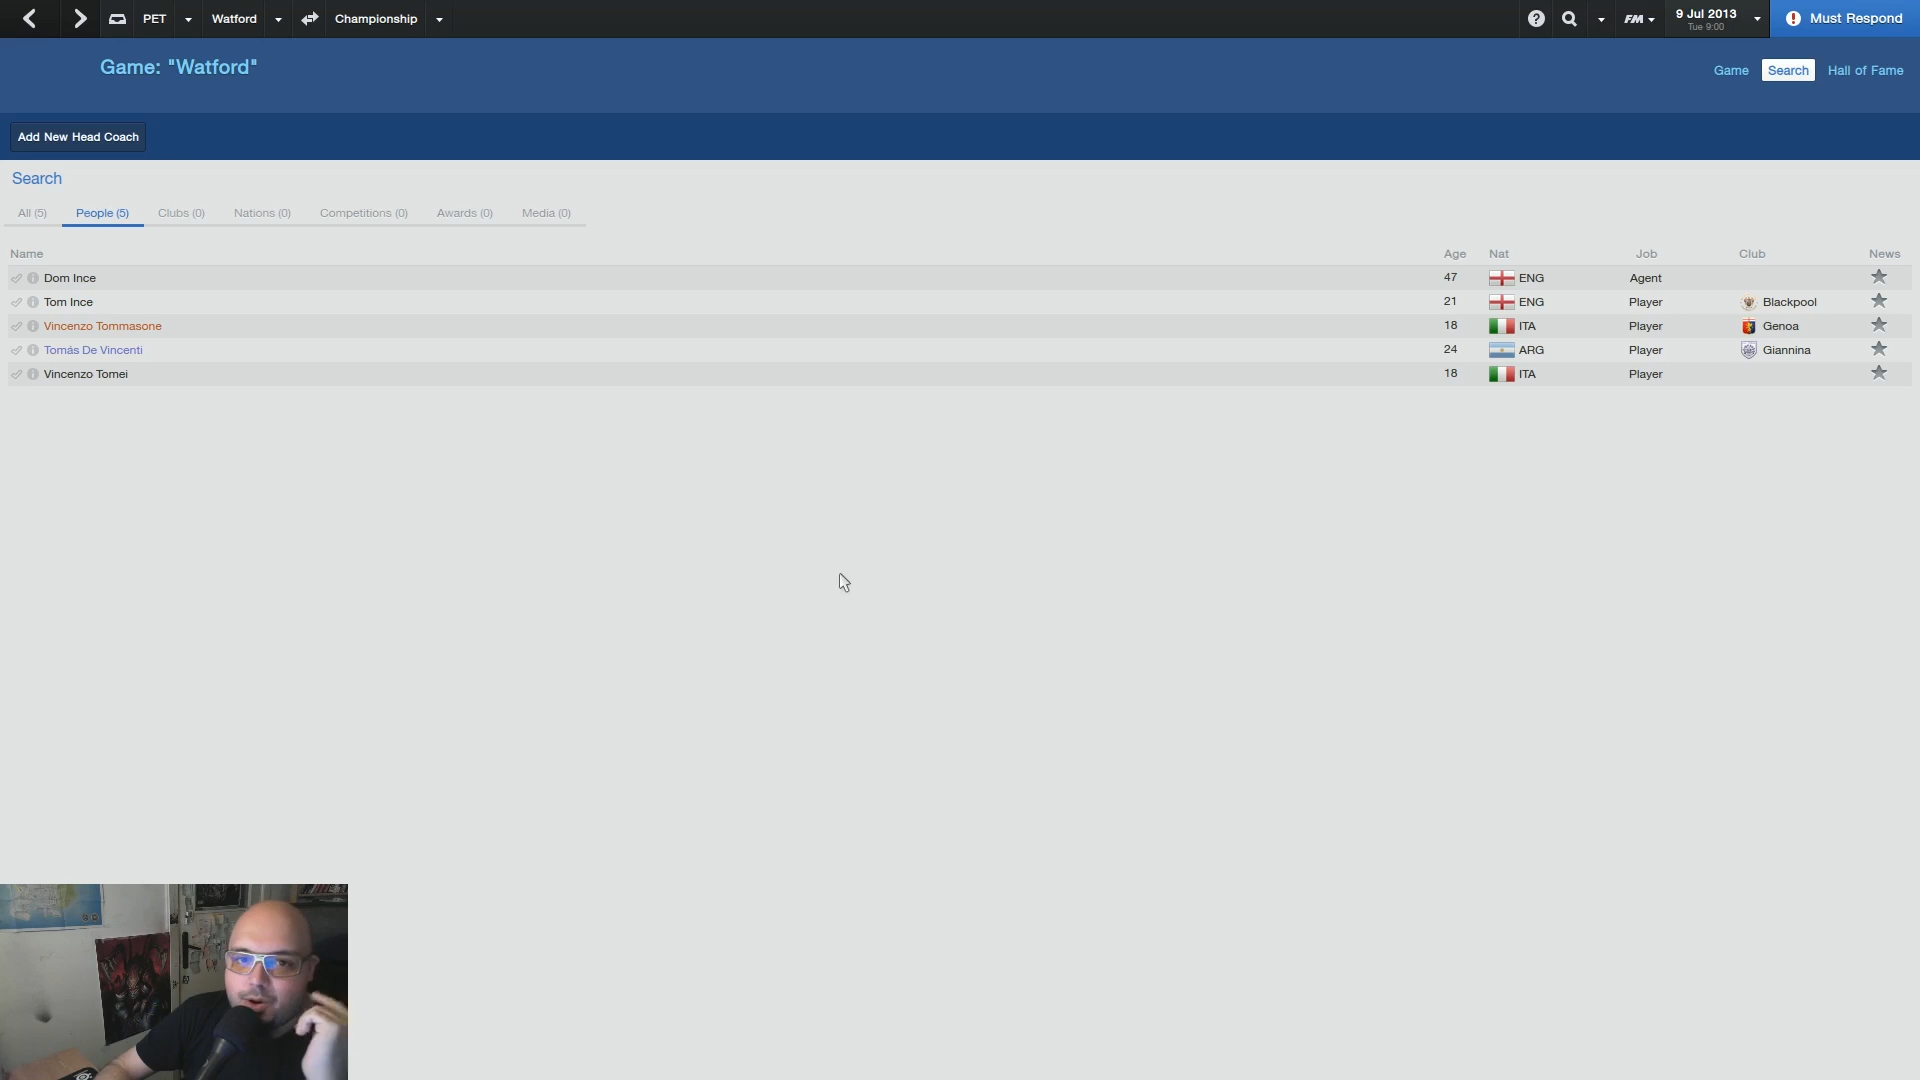 PET Watford Championship FM 9 Jul 2013 Must Respond
Tue 9:00
Game: "Watford" Game Search Hall of Fame
Add New Head Coach
Search
All (5) People (5) Clubs (0) Nations (0) Competitions (0) Awards (0) Media (0)
Name Age Nat Job Club News
Dom Ince 47 ENG Agent
Tom Ince 21 ENG Player Blackpool
Vincenzo Tommasone 18 ITA Player Genoa
Tomás De Vincenti 24 ARG Player Giannina
Vincenzo Tomei 18 ITA Player